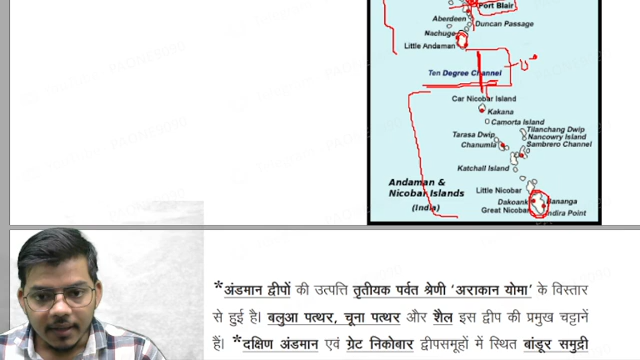 Port Blair
Aberdeen
Duncan Passage
Nachuge
Little Andaman
10°
Ten Degree Channel
Car Nicobar Island
Kakana
Camorta Island
Tilanchang Dwip
Tarasa Dwip
Nancowry Island
Chanumla
Sambrero Channel
Katchall Island
Andaman &
Nicobar Islands
(India)
Little Nicobar
Dakoank
Bananga
Great Nicobar
Indira Point
*अंडमान द्वीपों की उत्पत्ति तृतीयक पर्वत श्रेणी ‘अराकान योमा’ के विस्तार
से हुई है। बलुआ पत्थर, चूना पत्थर और शैल इस द्वीप की प्रमुख चट्टानें
हैं। *दक्षिण अंडमान एवं ग्रेट निकोबार द्वीपसमूहों में स्थित बांडूर समुद्री